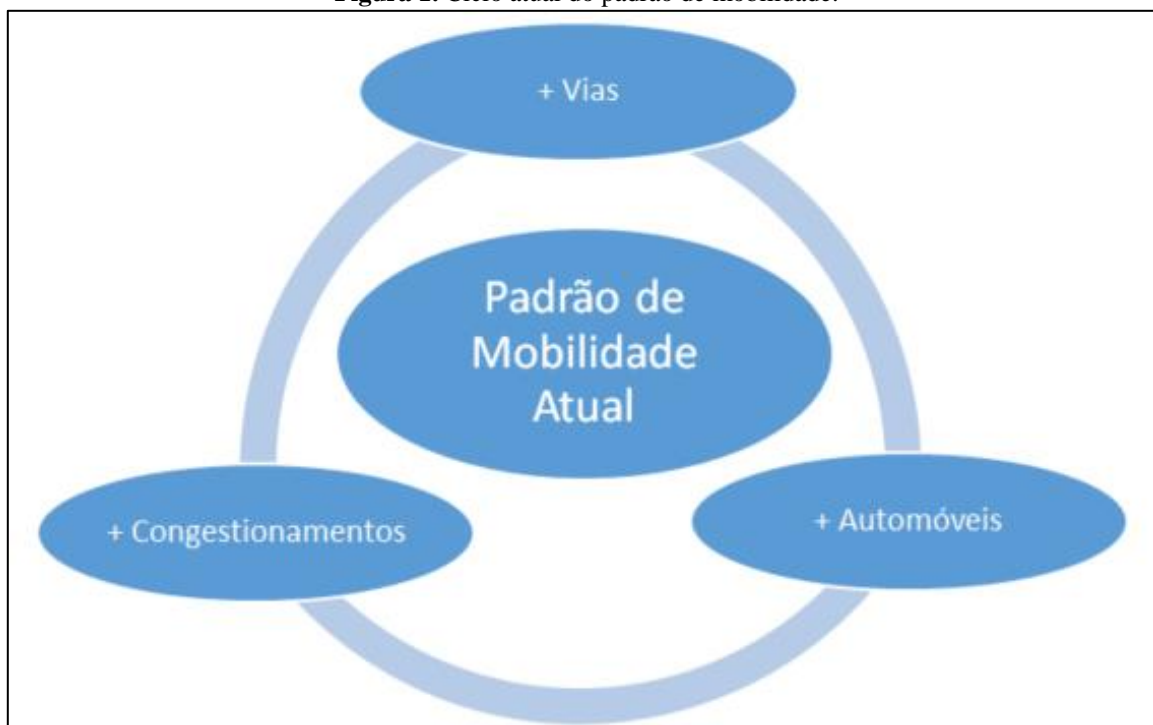 + Vias
Padrão de
Mobilidade
Atual
+ Congestionamentos
+ Automóveis